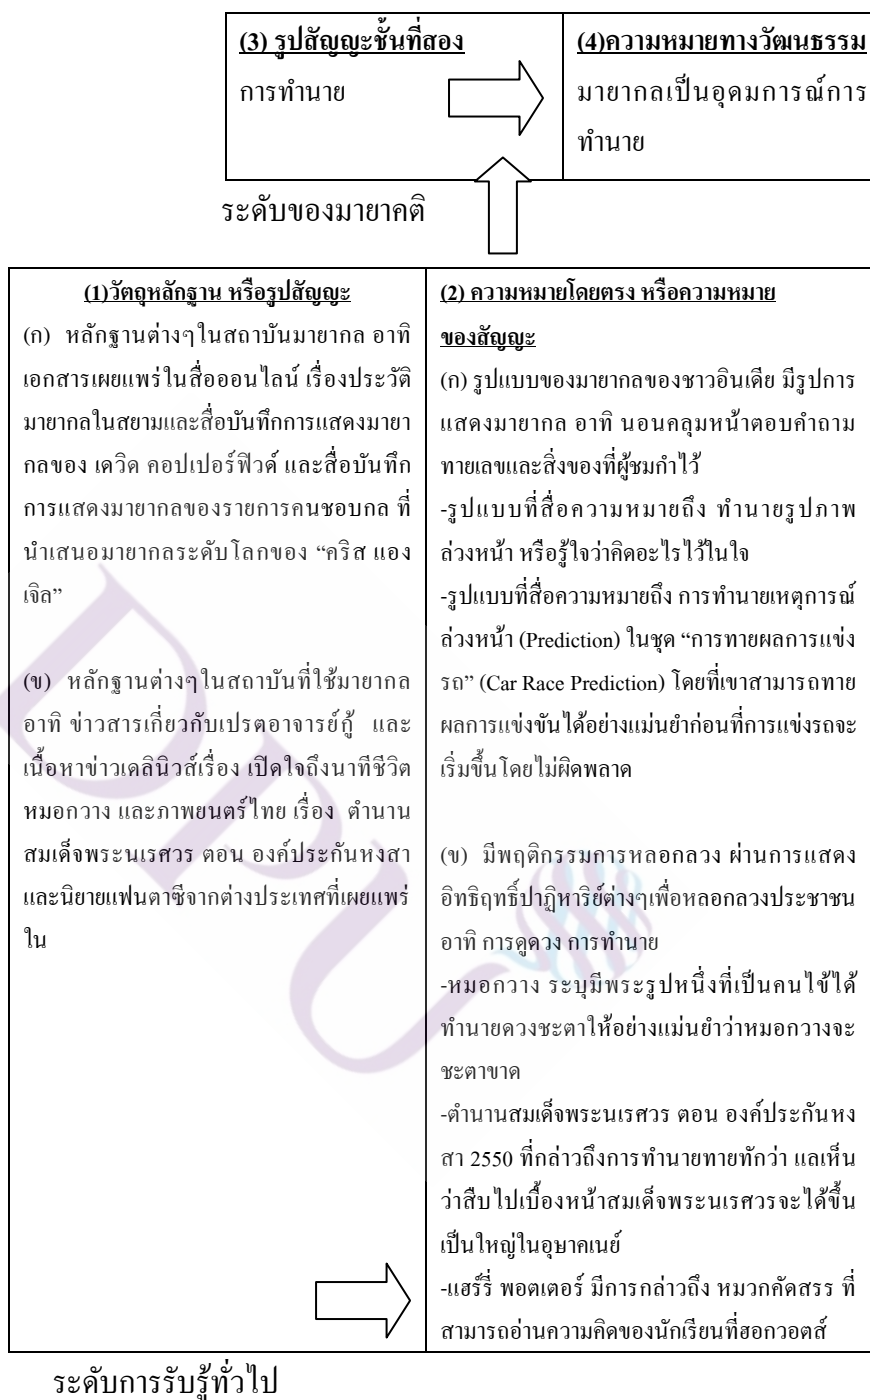 (3) รูปสัญญะชั้นที่สอง
การทำนาย
(4)ความหมายทางวัฒนธรรม
มายากลเป็นอุดมการณ์การ
ทำนาย
ระดับของมายาคติ
(1)วัตถุหลักฐาน หรือรูปสัญญะ
(ก) หลักฐานต่างๆในสถาบันมายากล อาทิ
เอกสารเผยแพร่ในสื่อออนไลน์ เรื่องประวัติ
มายากลในสยามและสื่อบันทึกการแสดงมายา
กลของ เดวิด คอปเปอร์ฟิวด์ และสื่อบันทึก
การแสดงมายากลของรายการคนชอบกล ที่
นำเสนอมายากลระดับโลกของ “คริส แอง
เจิล”
(ข) หลักฐานต่างๆในสถาบันที่ใช้มายากล
อาทิ ข่าวสารเกี่ยวกับเปรตอาจารย์กู้ และ
เนื้อหาข่าวเดลินิวส์เรื่อง เปิดใจถึงนาทีชีวิต
หมอกวาง และภาพยนตร์ไทย เรื่อง ตำนาน
สมเด็จพระนเรศวร ตอน องค์ประกันหงสา
และนิยายแฟนตาซีจากต่างประเทศที่เผยแพร่
ใน
(2) ความหมายโดยตรง หรือความหมาย
ของสัญญะ
(ก) รูปแบบของมายากลของชาวอินเดีย มีรูปการ
แสดงมายากล อาทิ นอนคลุมหน้าตอบคำถาม
ทายเลขและสิ่งของที่ผู้ชมกำไว้
-รูปแบบที่สื่อความหมายถึง ทำนายรูปภาพ
ล่วงหน้า หรือรู้ใจว่าคิดอะไรไว้ในใจ
-รูปแบบที่สื่อความหมายถึง การทำนายเหตุการณ์
ล่วงหน้า (Prediction) ในชุด “การทายผลการแข่ง
รถ” (Car Race Prediction) โดยที่เขาสามารถทาย
ผลการแข่งขันได้อย่างแม่นยำก่อนที่การแข่งรถจะ
เริ่มขึ้นโดยไม่ผิดพลาด
(ข) มีพฤติกรรมการหลอกลวง ผ่านการแสดง
อิทธิฤทธิ์ปาฏิหาริย์ต่างๆเพื่อหลอกลวงประชาชน
อาทิ การดูดวง การทำนาย
-หมอกวาง ระบุมีพระรูปหนึ่งที่เป็นคนไข้ได้
ทำนายดวงชะตาให้อย่างแม่นยำว่าหมอกวางจะ
ชะตาขาด
-ตำนานสมเด็จพระนเรศวร ตอน องค์ประกันหง
สา 2550 ที่กล่าวถึงการทำนายทายทักว่า แลเห็น
ว่าสืบไปเบื้องหน้าสมเด็จพระนเรศวรจะได้ขึ้น
เป็นใหญ่ในอุษาคเนย์
-แฮร์รี่ พอตเตอร์ มีการกล่าวถึง หมวกคัดสรร ที่
สามารถอ่านความคิดของนักเรียนที่ฮอกวอตส์
ระดับการรับรู้ทั่วไป
DPU